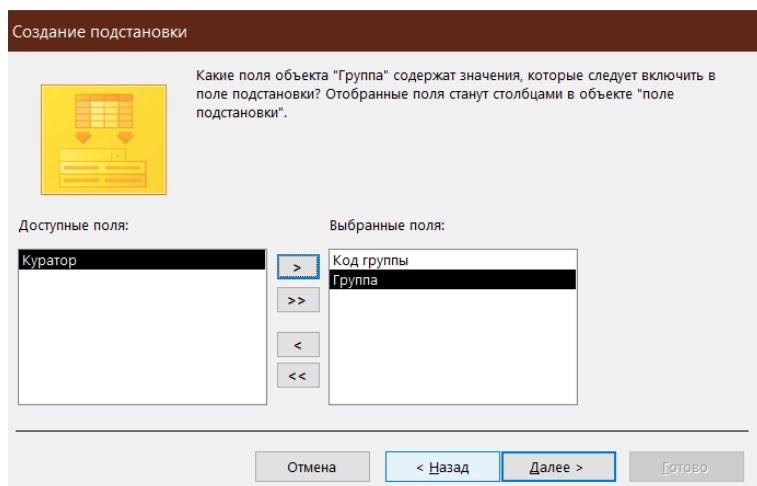 Создание подстановки
Какие поля объекта "Группа" содержат значения, которые следует включить в
поле подстановки? Отобранные поля станут столбцами в объекте "поле
подстановки".
Доступные поля:
Выбранные поля:
Куратор
Код группы
Группа
>
>>
<
<<
Отмена
< Назад
Далее >
Готово